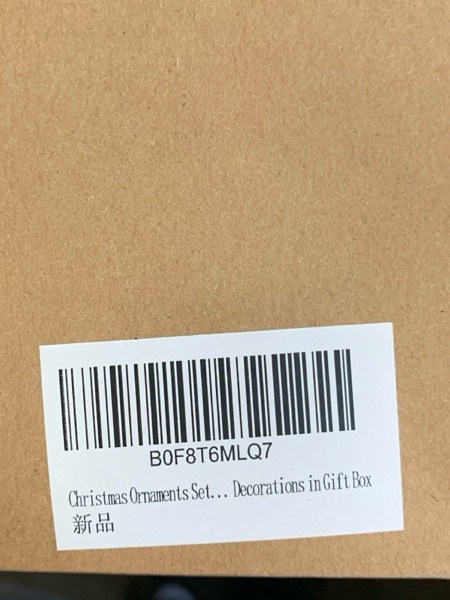 B0F8T6MLQ7
Christmas Ornaments Set... Decorations in Gift Box
新品